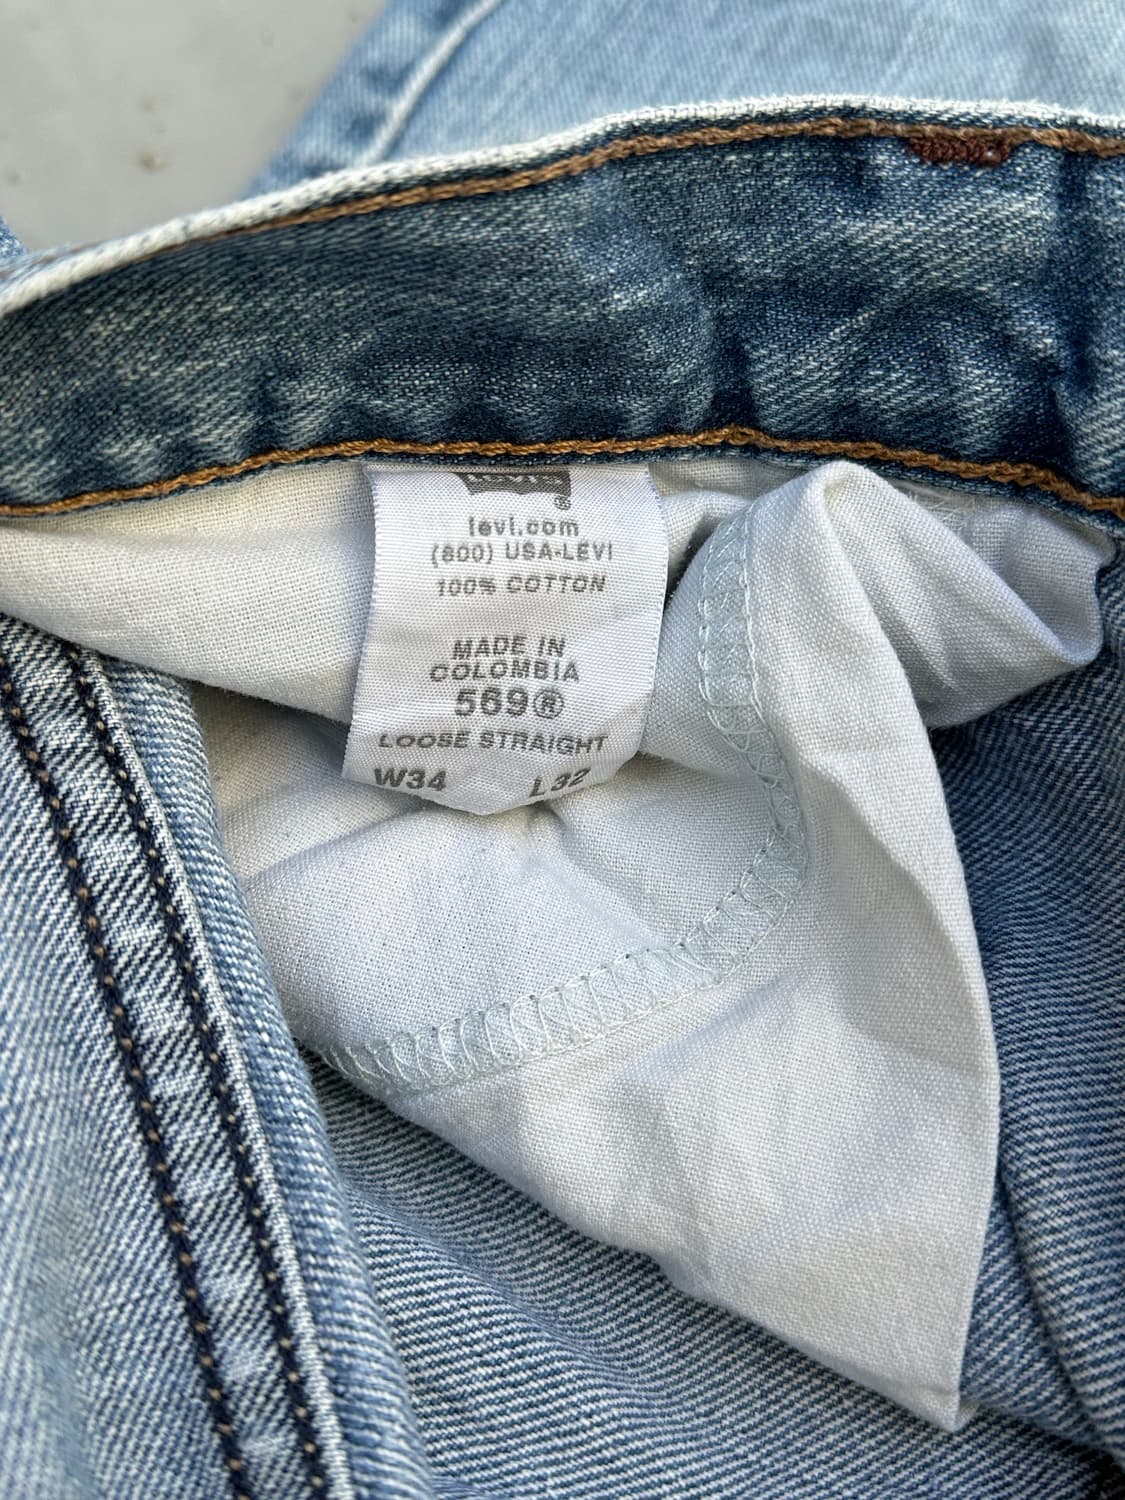 levi.com
(800) USA-LEVI
100% COTTON
MADE IN
COLOMBIA
569®
LOOSE STRAIGHT
W34 L32